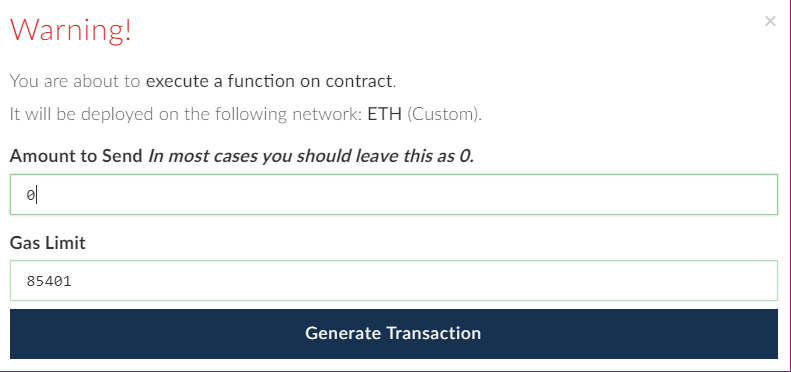 Warning!
×
You are about to execute a function on contract.
It will be deployed on the following network: ETH (Custom).
Amount to Send In most cases you should leave this as 0.
0
Gas Limit
85401
Generate Transaction